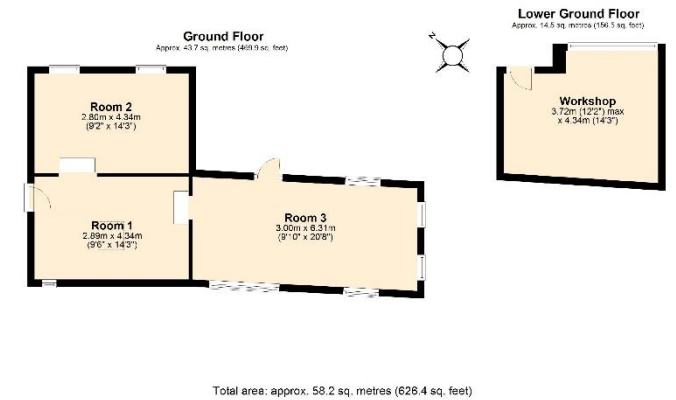 Ground Floor
Approx. 43.7 sq. metres (469.9 sq. feet)
Lower Ground Floor
Approx. 14.5 sq. metres (156.5 sq. feet)
N
Room 2
2.80m x 4.34m
(9'2" x 14'3")
Workshop
3.72m (12'2") max
x 4.34m (14'3")
Room 1
2.89m x 4.34m
(9'6" x 14'3")
Room 3
3.00m x 6.31m
(9'10" x 20'8")
Total area: approx. 58.2 sq. metres (626.4 sq. feet)